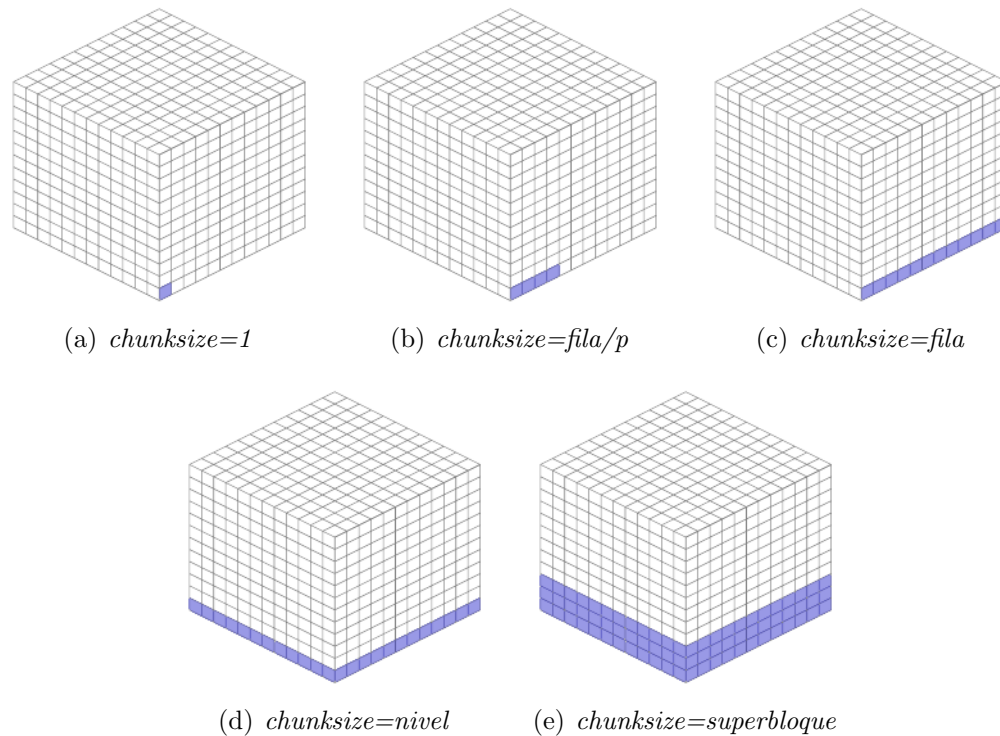 (a) chunksize=1 (b) chunksize=fila/p (c) chunksize=fila
(d) chunksize=nivel (e) chunksize=superbloque